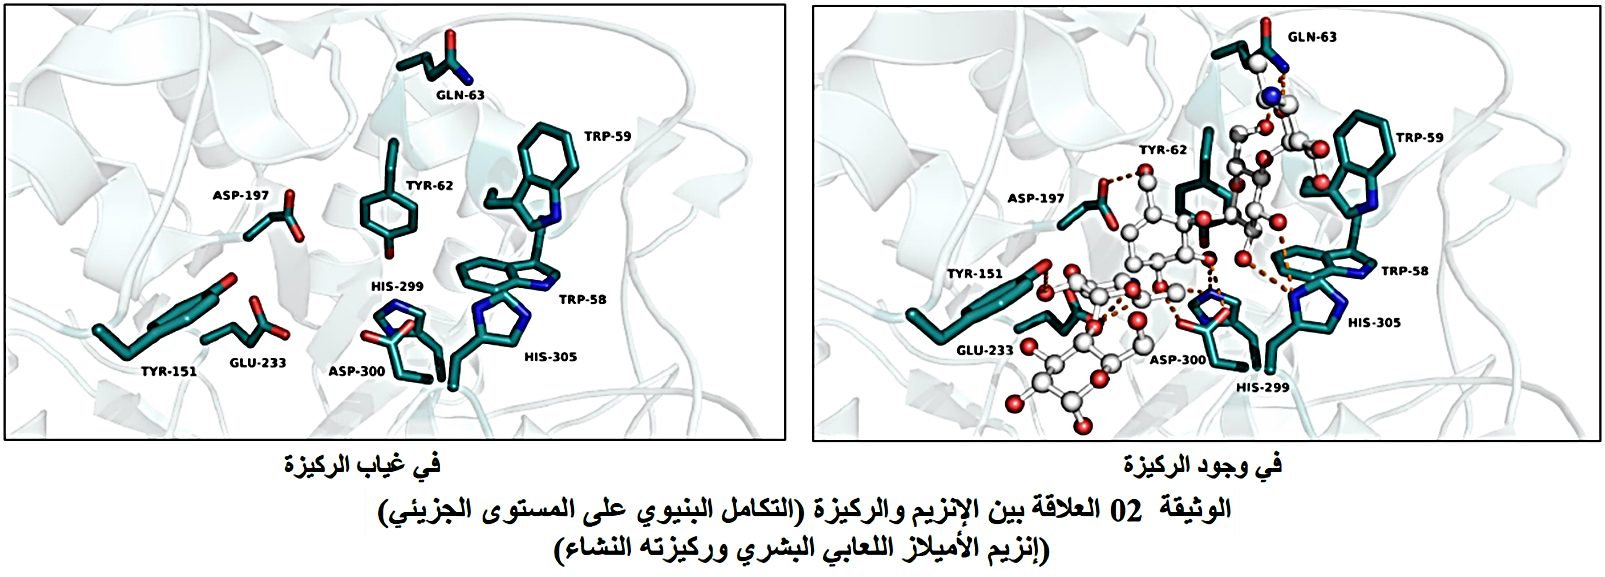 GLN-63
TRP-59
TYR-62
ASP-197
HIS-299
TRP-58
HIS-305
GLU-233
TYR-151
ASP-300
GLN-63
TRP-59
TYR-62
ASP-197
TYR-151
TRP-58
HIS-305
GLU-233
ASP-300
HIS-299
في غياب الركيزة
في وجود الركيزة
الوثيقة 02 العلاقة بين الإنزيم والركيزة (التكامل البنيوي على المستوى الجزيئي)
(إنزيم الأميلاز اللعابي البشري وركيزته النشاء)